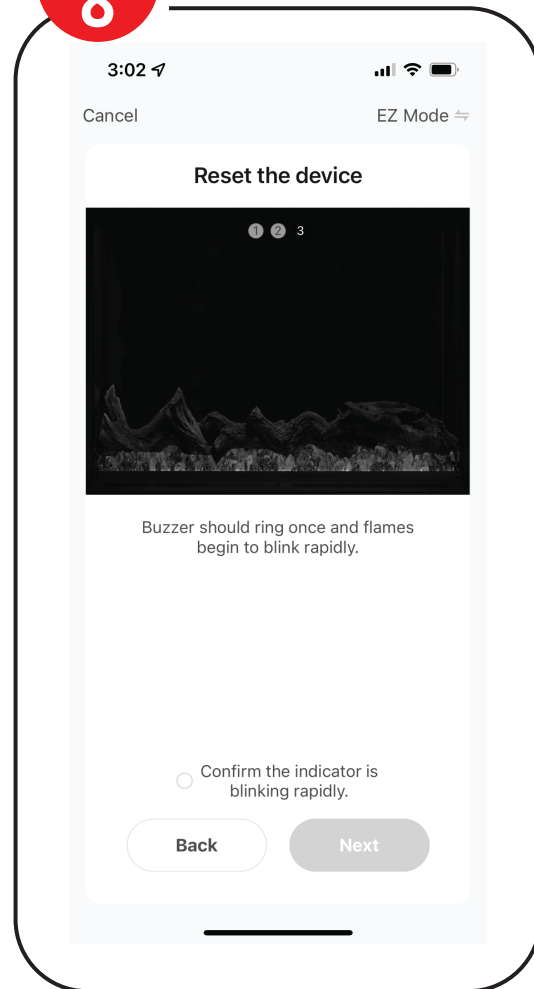 3:02
Cancel
EZ Mode
Reset the device
1 2 3
Buzzer should ring once and flames
begin to blink rapidly.
Confirm the indicator is
blinking rapidly.
Back
Next